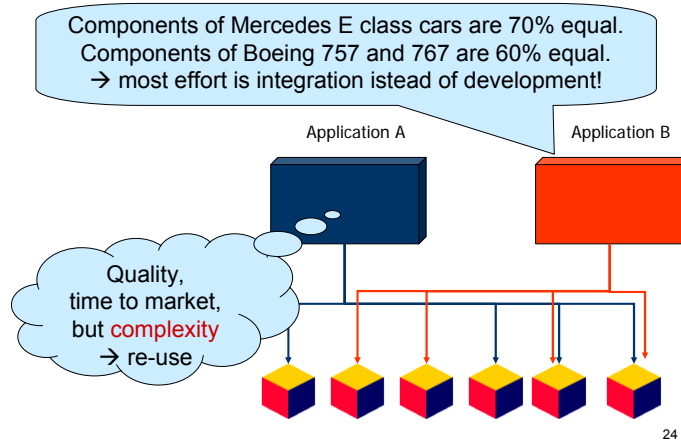 Components of Mercedes E class cars are 70% equal.
Components of Boeing 757 and 767 are 60% equal.
→ most effort is integration istead of development!
Application A
Application B
Quality,
time to market,
but complexity
→ re-use
24